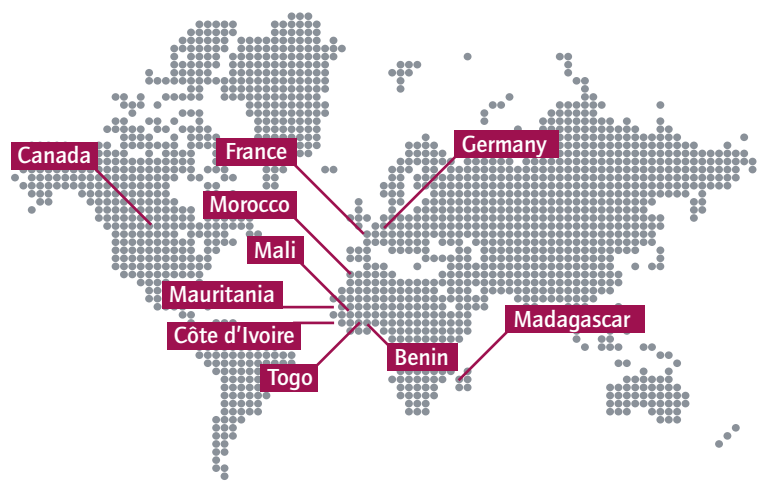 Canada
France
Germany
Morocco
Mali
Mauritania
Côte d'Ivoire
Madagascar
Benin
Togo